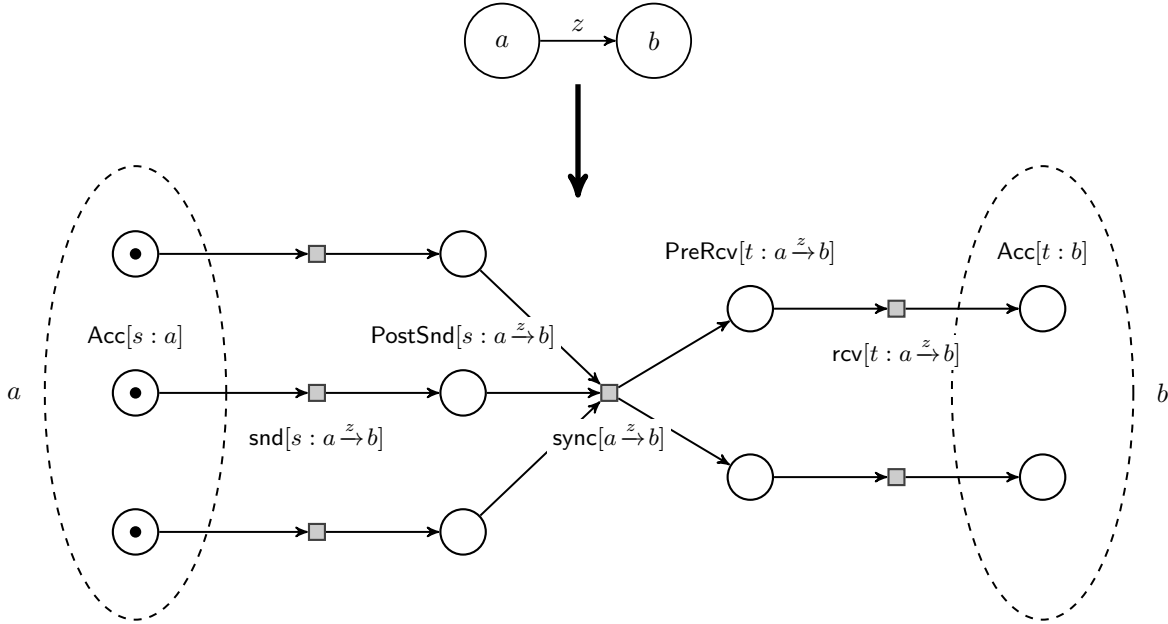 a z b
PreRcv[t : a z→ b] Acc[t : b]
Acc[s : a] PostSnd[s : a z→ b]
rcv[t : a z→ b]
a b
snd[s : a z→ b] sync[a z→ b]